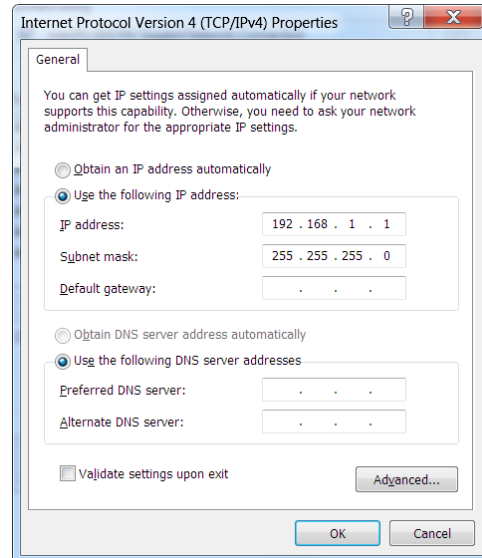 Internet Protocol Version 4 (TCP/IPv4) Properties
General
You can get IP settings assigned automatically if your network
supports this capability. Otherwise, you need to ask your network
administrator for the appropriate IP settings.
Obtain an IP address automatically
Use the following IP address:
IP address: 192 . 168 . 1 . 1
Subnet mask: 255 . 255 . 255 . 0
Default gateway: . . .
Obtain DNS server address automatically
Use the following DNS server addresses
Preferred DNS server: . . .
Alternate DNS server: . . .
Validate settings upon exit
Advanced...
OK Cancel